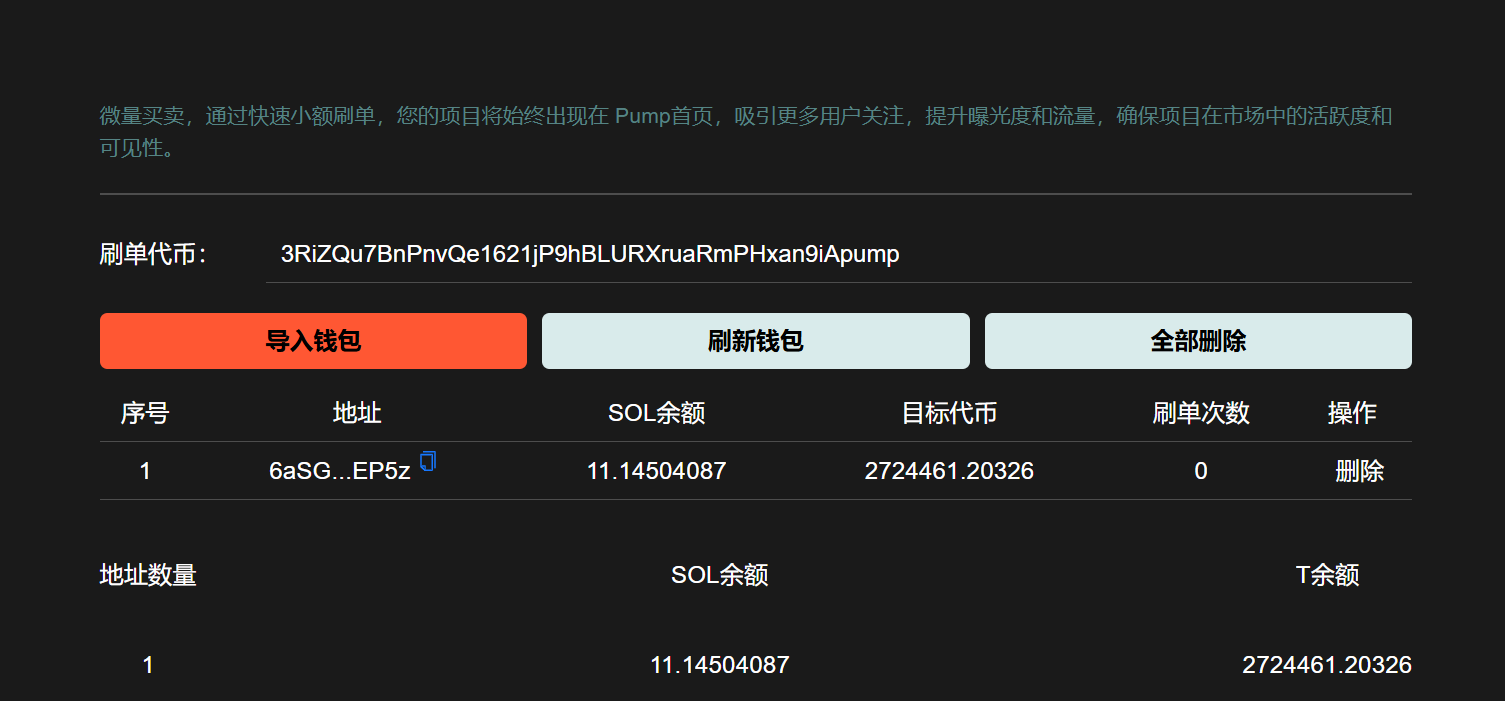 微量买卖，通过快速小额刷单，您的项目将始终出现在 Pump首页，吸引更多用户关注，提升曝光度和流量，确保项目在市场中的活跃度和
可见性。
刷单代币： 3RiZQu7BnPnvQe1621jP9hBLURXruaRmPHxan9iApump
导入钱包 刷新钱包 全部删除
序号 地址 SOL余额 目标代币 刷单次数 操作
1 6aSG...EP5z 11.14504087 2724461.20326 0 删除
地址数量 SOL余额 T余额
1 11.14504087 2724461.20326